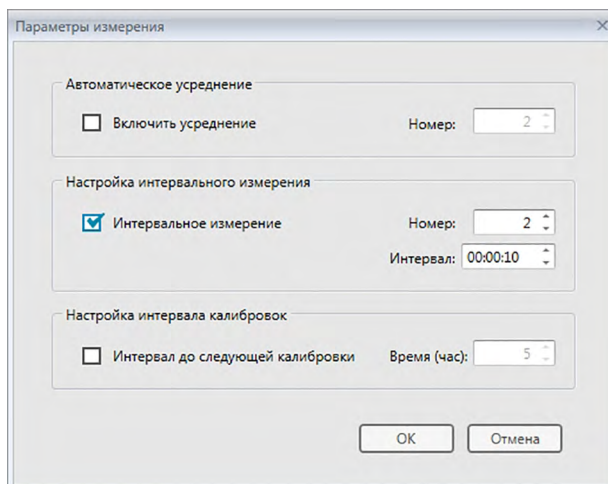 Параметры измерения
Автоматическое усреднение
Включить усреднение Номер: 2
Настройка интервального измерения
Интервальное измерение Номер: 2
Интервал: 00:00:10
Настройка интервала калибровок
Интервал до следующей калибровки Время (час): 5
OK Отмена